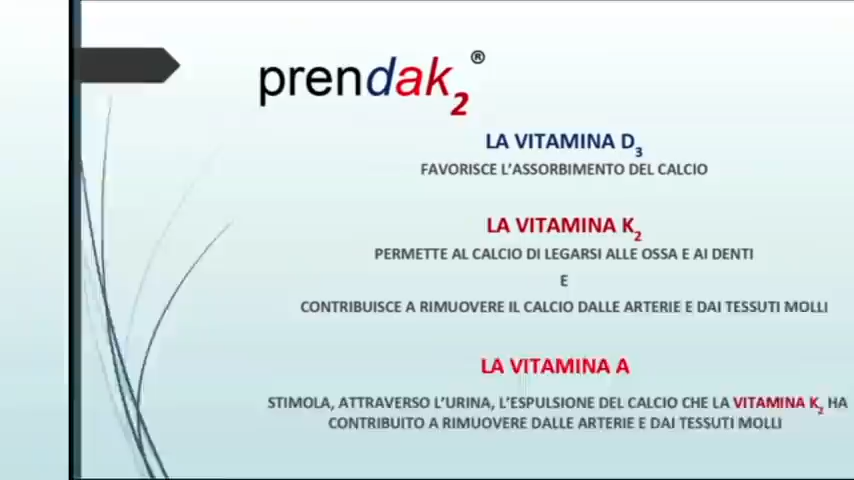 prendak2®
LA VITAMINA D3
FAVORISCE L'ASSORBIMENTO DEL CALCIO
LA VITAMINA K2
PERMETTE AL CALCIO DI LEGARSI ALLE OSSA E AI DENTI
E
CONTRIBUISCE A RIMUOVERE IL CALCIO DALLE ARTERIE E DAI TESSUTI MOLLI
LA VITAMINA A
STIMOLA, ATTRAVERSO L'URINA, L'ESPULSIONE DEL CALCIO CHE LA VITAMINA K2 HA
CONTRIBUITO A RIMUOVERE DALLE ARTERIE E DAI TESSUTI MOLLI